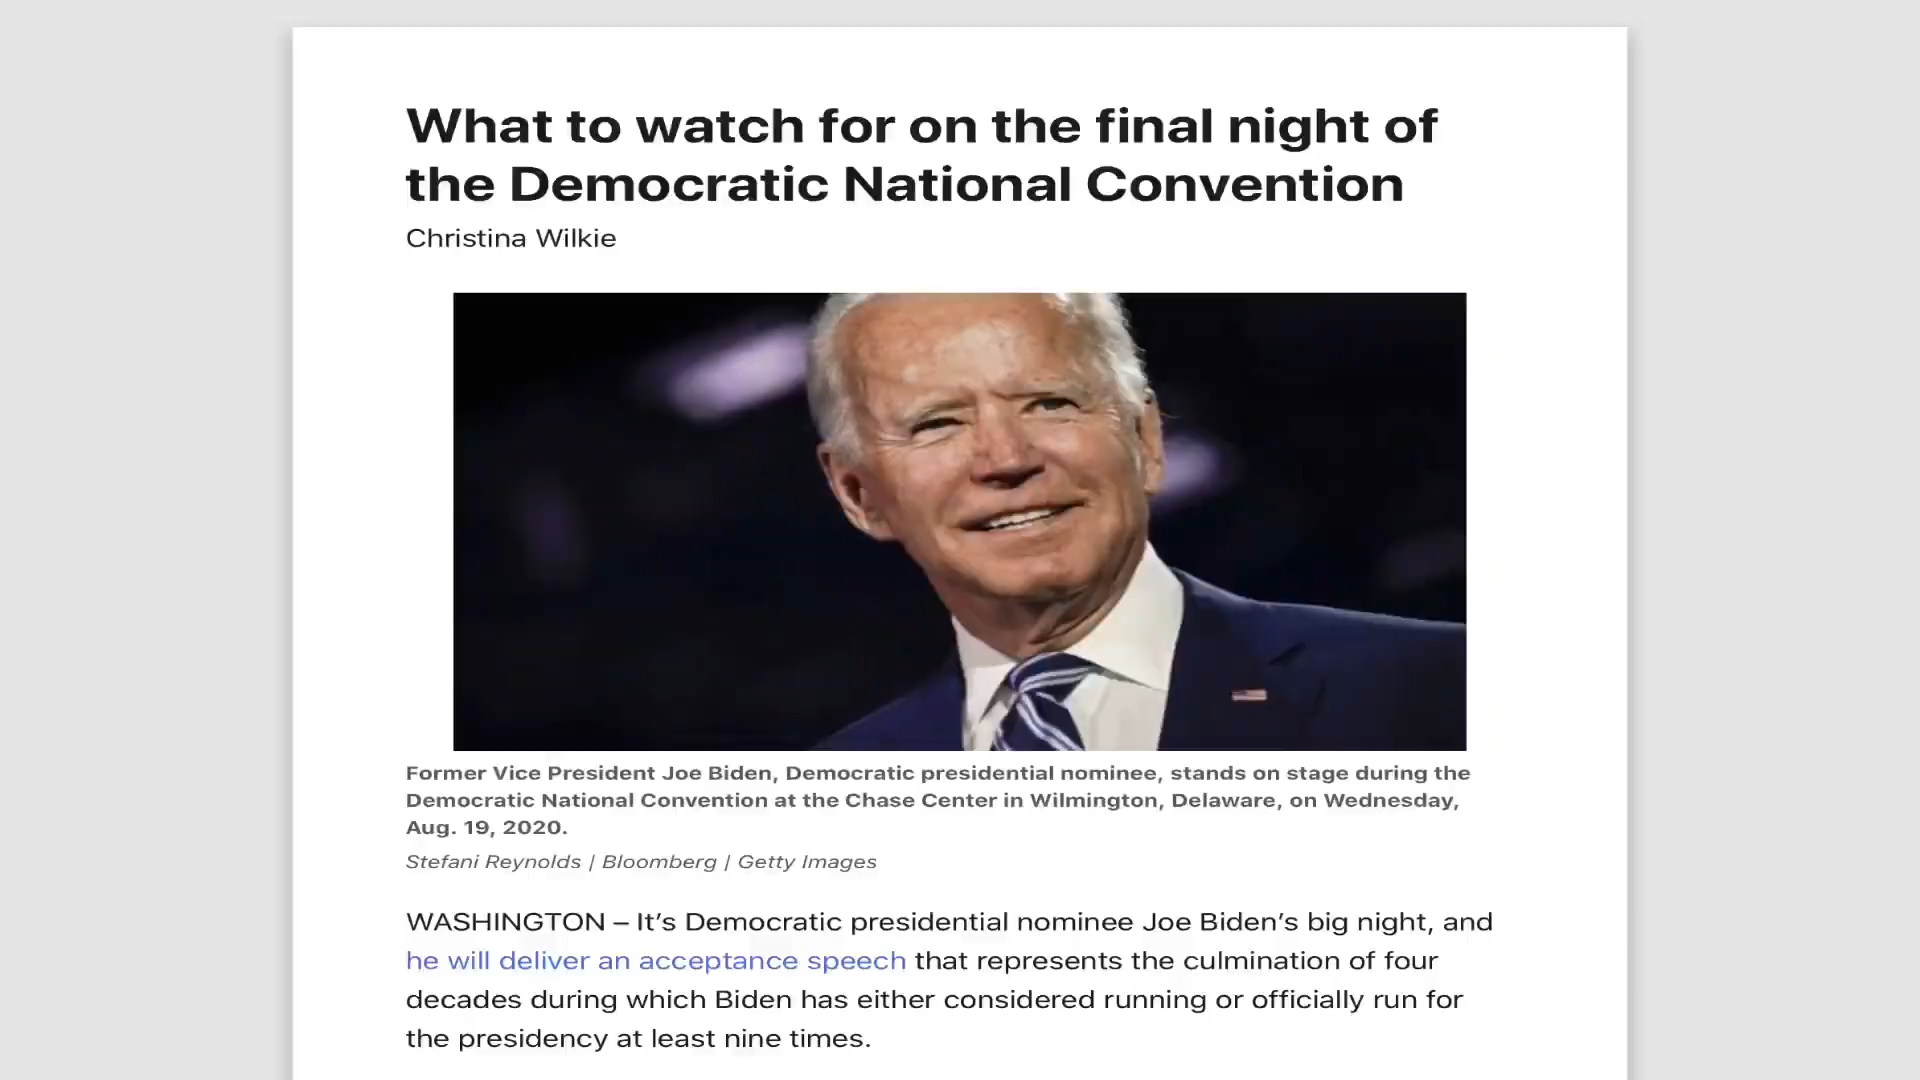 What to watch for on the final night of
the Democratic National Convention
Christina Wilkie
Former Vice President Joe Biden, Democratic presidential nominee, stands on stage during the
Democratic National Convention at the Chase Center in Wilmington, Delaware, on Wednesday,
Aug. 19, 2020.
Stefani Reynolds | Bloomberg | Getty Images
WASHINGTON – It’s Democratic presidential nominee Joe Biden’s big night, and
he will deliver an acceptance speech that represents the culmination of four
decades during which Biden has either considered running or officially run for
the presidency at least nine times.